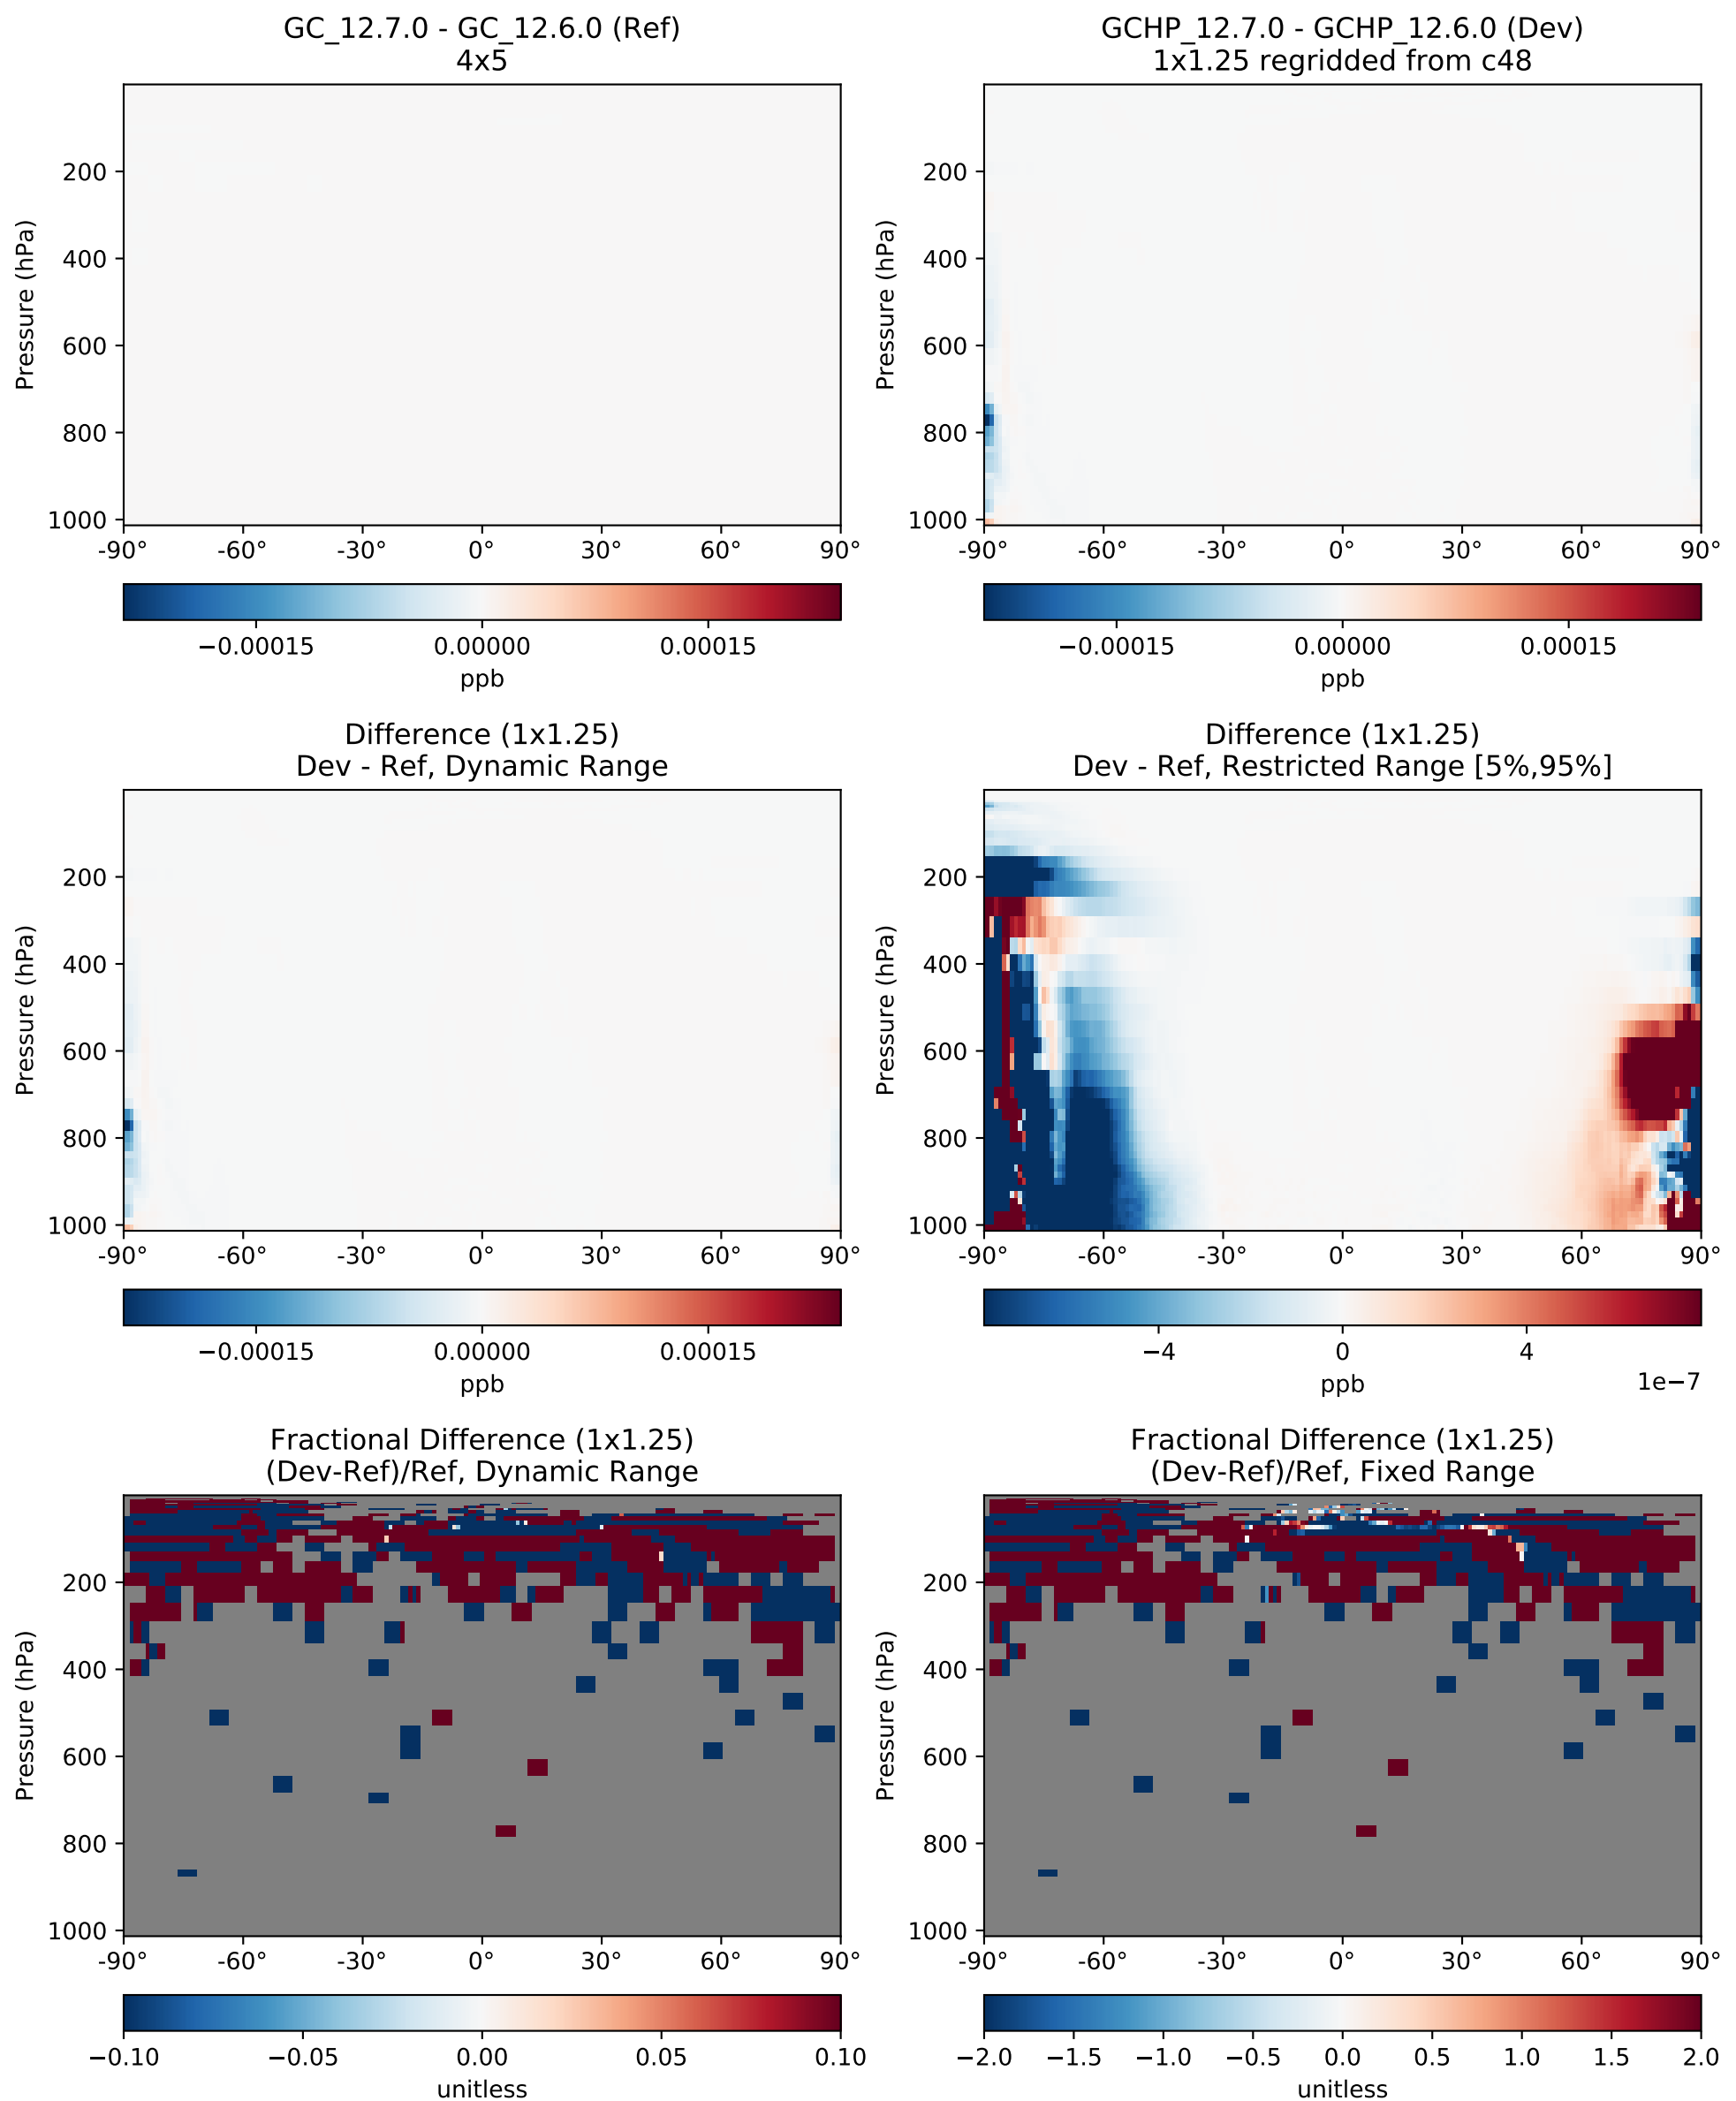 GC_12.7.0 - GC_12.6.0 (Ref)
4x5
Pressure (hPa)
200
400
600
800
1000
-90° -60° -30° 0° 30° 60° 90°
−0.00015 0.00000 0.00015
ppb
GCHP_12.7.0 - GCHP_12.6.0 (Dev)
1x1.25 regridded from c48
Pressure (hPa)
200
400
600
800
1000
-90° -60° -30° 0° 30° 60° 90°
−0.00015 0.00000 0.00015
ppb
Difference (1x1.25)
Dev - Ref, Dynamic Range
Pressure (hPa)
200
400
600
800
1000
-90° -60° -30° 0° 30° 60° 90°
−0.00015 0.00000 0.00015
ppb
Difference (1x1.25)
Dev - Ref, Restricted Range [5%,95%]
Pressure (hPa)
200
400
600
800
1000
-90° -60° -30° 0° 30° 60° 90°
−4 0 4
ppb 1e−7
Fractional Difference (1x1.25)
(Dev-Ref)/Ref, Dynamic Range
Pressure (hPa)
200
400
600
800
1000
-90° -60° -30° 0° 30° 60° 90°
−0.10 −0.05 0.00 0.05 0.10
unitless
Fractional Difference (1x1.25)
(Dev-Ref)/Ref, Fixed Range
Pressure (hPa)
200
400
600
800
1000
-90° -60° -30° 0° 30° 60° 90°
−2.0 −1.5 −1.0 −0.5 0.0 0.5 1.0 1.5 2.0
unitless